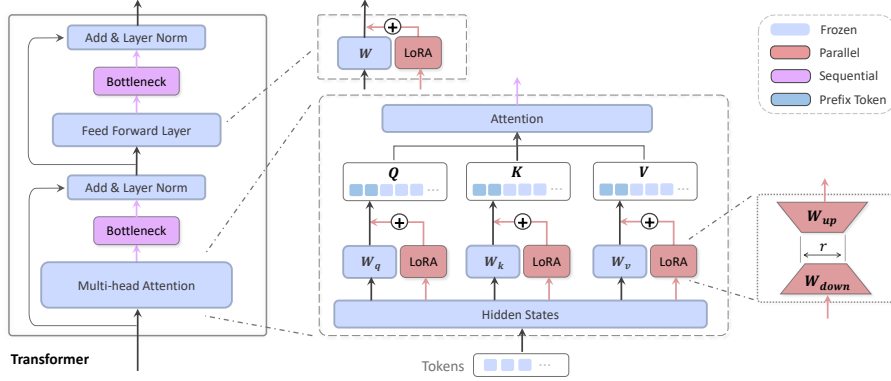 Add & Layer Norm
Bottleneck
Feed Forward Layer
Add & Layer Norm
Bottleneck
Multi-head Attention
Transformer
W
LoRA
+
Attention
Q
K
V
...
...
...
+
+
+
W_q
LoRA
W_k
LoRA
W_v
LoRA
Hidden States
Tokens
...
Frozen
Parallel
Sequential
Prefix Token
W_up
r
W_down